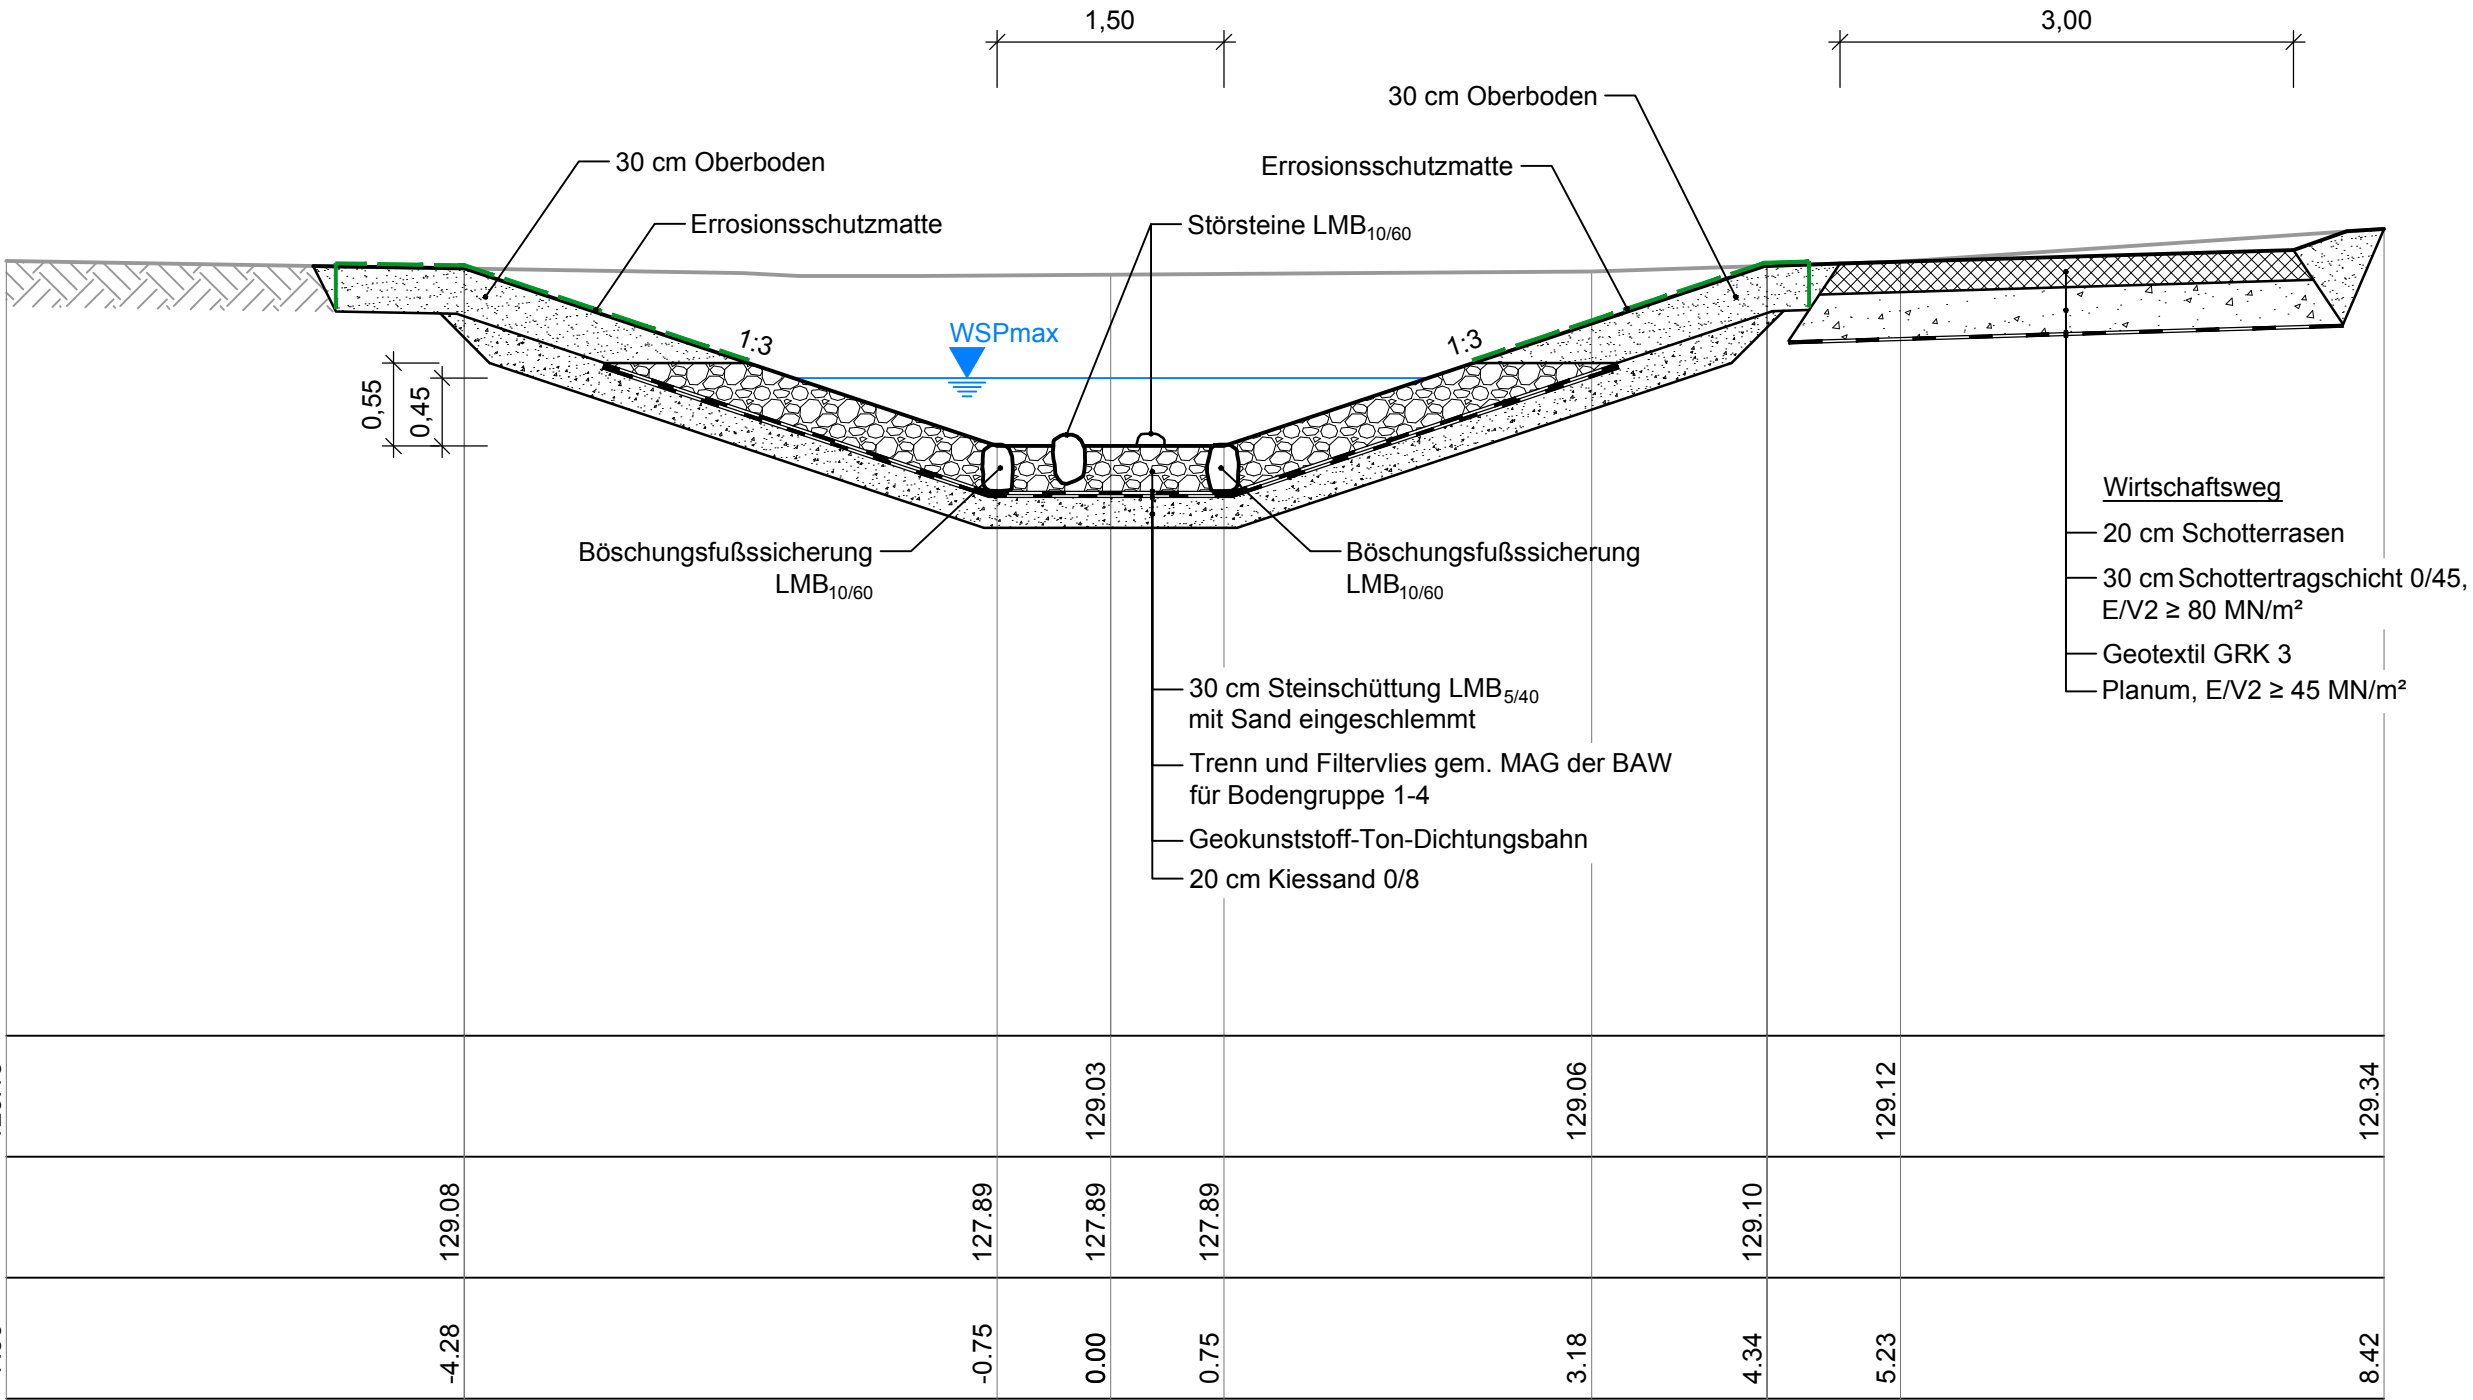 1,50
3,00
30 cm Oberboden
30 cm Oberboden
Errosionsschutzmatte
Errosionsschutzmatte
Störsteine LMB10/60
1:3
WSPmax
1:3
0,55
0,45
Wirtschaftsweg
20 cm Schotterrasen
30 cm Schottertragschicht 0/45,
E/V2 ≥ 80 MN/m²
Geotextil GRK 3
Planum, E/V2 ≥ 45 MN/m²
Böschungsfußssicherung
LMB10/60
Böschungsfußssicherung
LMB10/60
30 cm Steinschüttung LMB5/40
mit Sand eingeschlemmt
Trenn und Filtervlies gem. MAG der BAW
für Bodengruppe 1-4
Geokunststoff-Ton-Dichtungsbahn
20 cm Kiessand 0/8
129.03
129.06
129.12
129.34
129.08
127.89
127.89
127.89
129.10
-4.28
-0.75
0.00
0.75
3.18
4.34
5.23
8.42